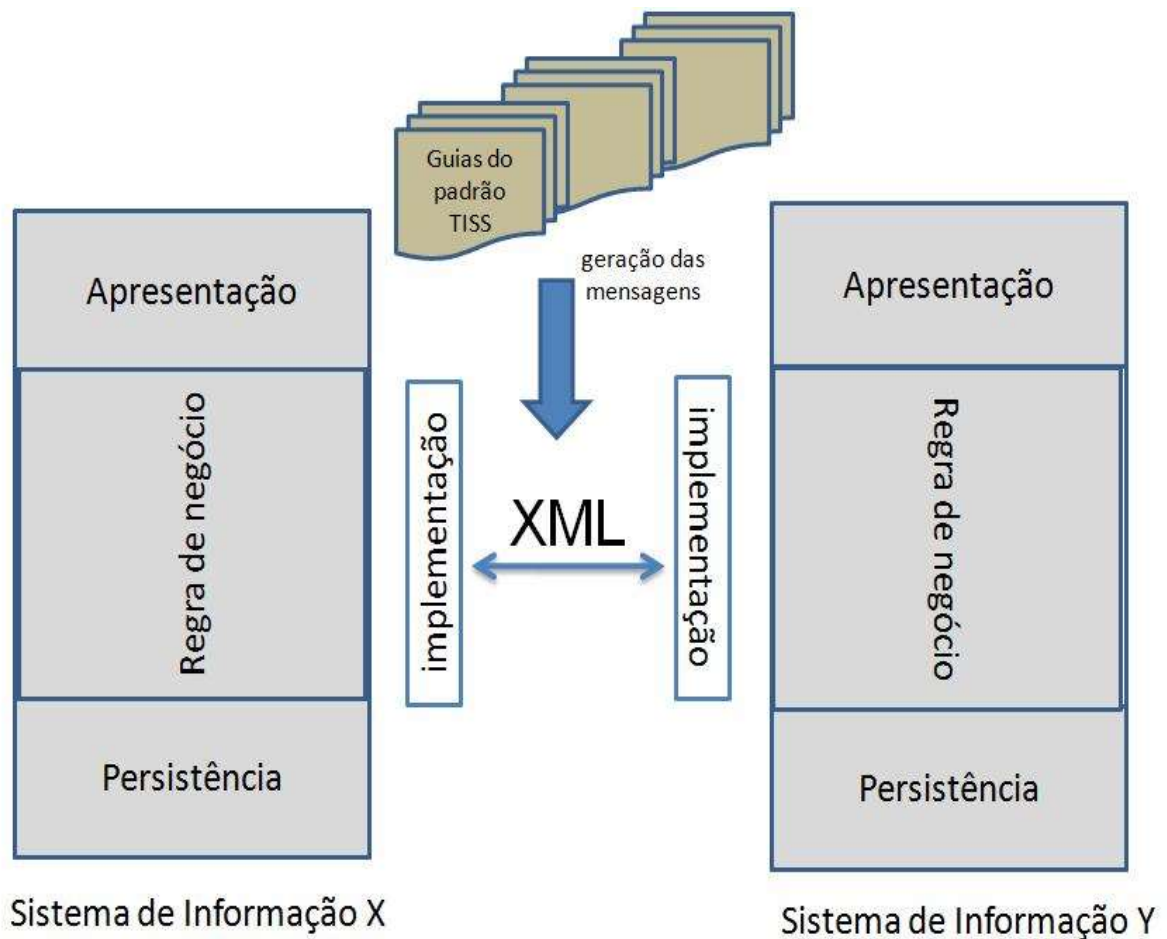 Guias do
padrão
TISS
geração das
mensagens
Apresentação
Regra de negócio
Persistência
Sistema de Informação X
implementação
XML
implementação
Apresentação
Regra de negócio
Persistência
Sistema de Informação Y